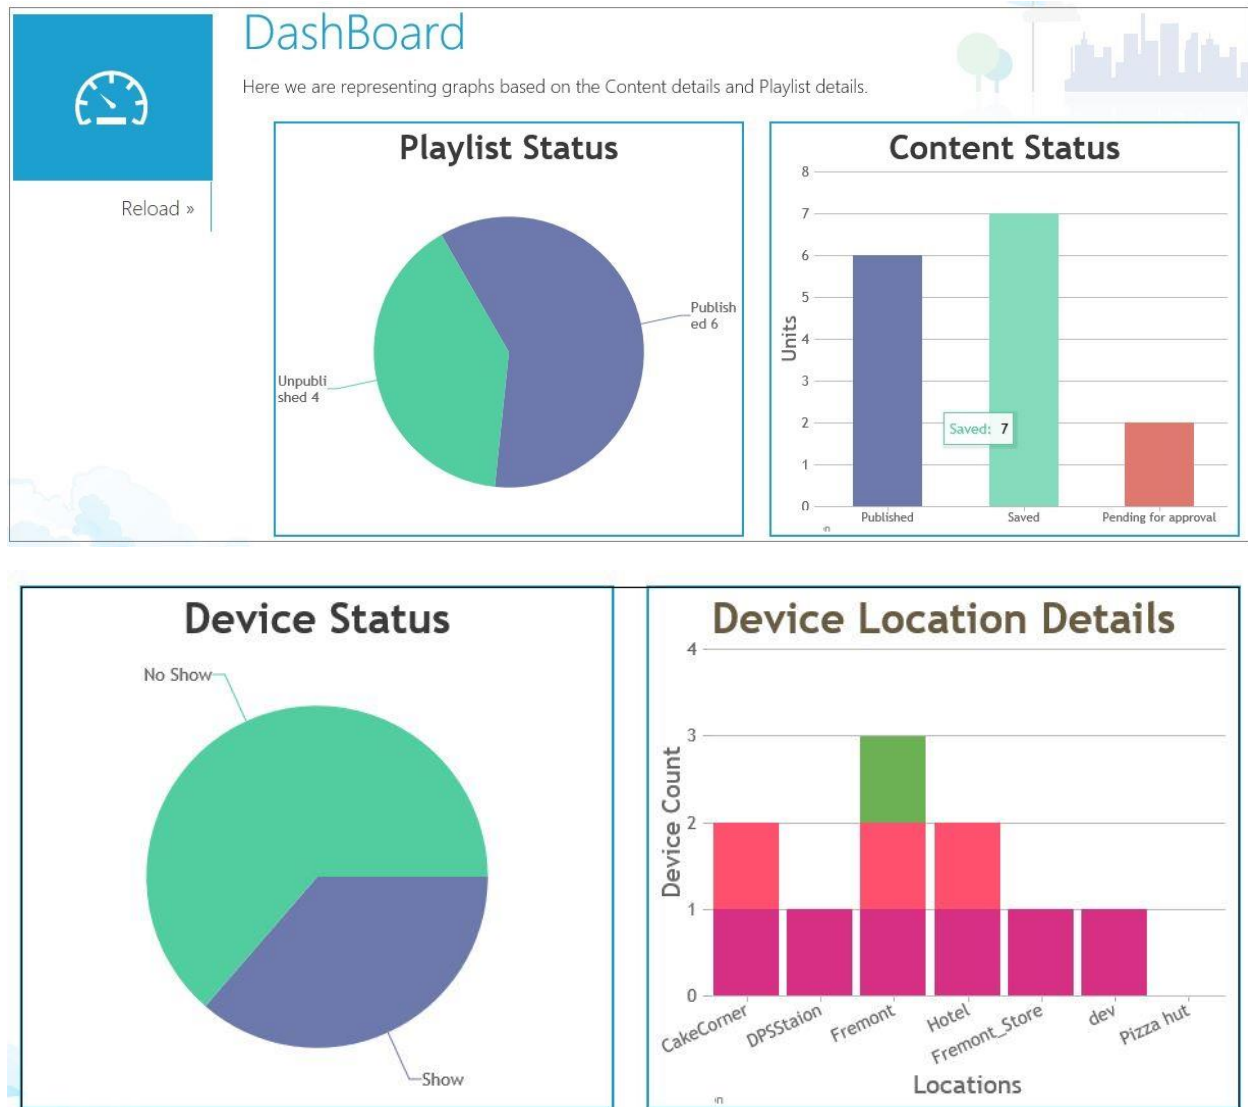 DashBoard
Here we are representing graphs based on the Content details and Playlist details.
Reload »
Playlist Status
Publish
ed 6
Unpubli
shed 4
Content Status
8
7
6
5
4
3
2
1
0
Units
Saved: 7
Published
Saved
Pending for approval
Device Status
No Show
Show
Device Location Details
4
3
2
1
0
Device Count
CakeCorner
DPSStaion
Fremont
Hotel
Fremont_Store
dev
Pizza hut
Locations